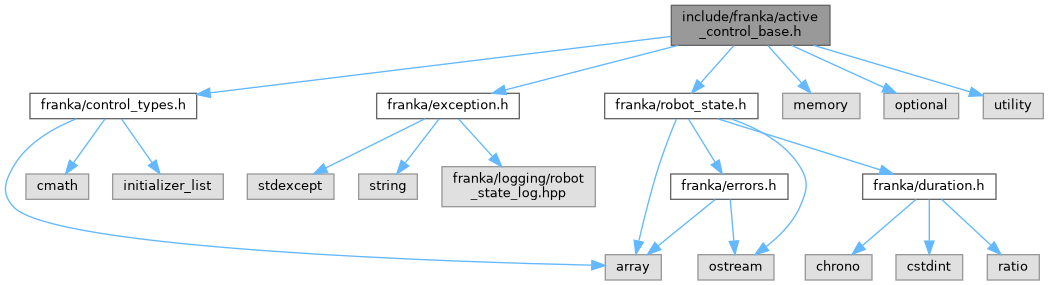 include/franka/active
_control_base.h
franka/control_types.h
franka/exception.h
franka/robot_state.h
memory
optional
utility
cmath
initializer_list
stdexcept
string
franka/logging/robot
_state_log.hpp
franka/errors.h
franka/duration.h
array
ostream
chrono
cstdint
ratio